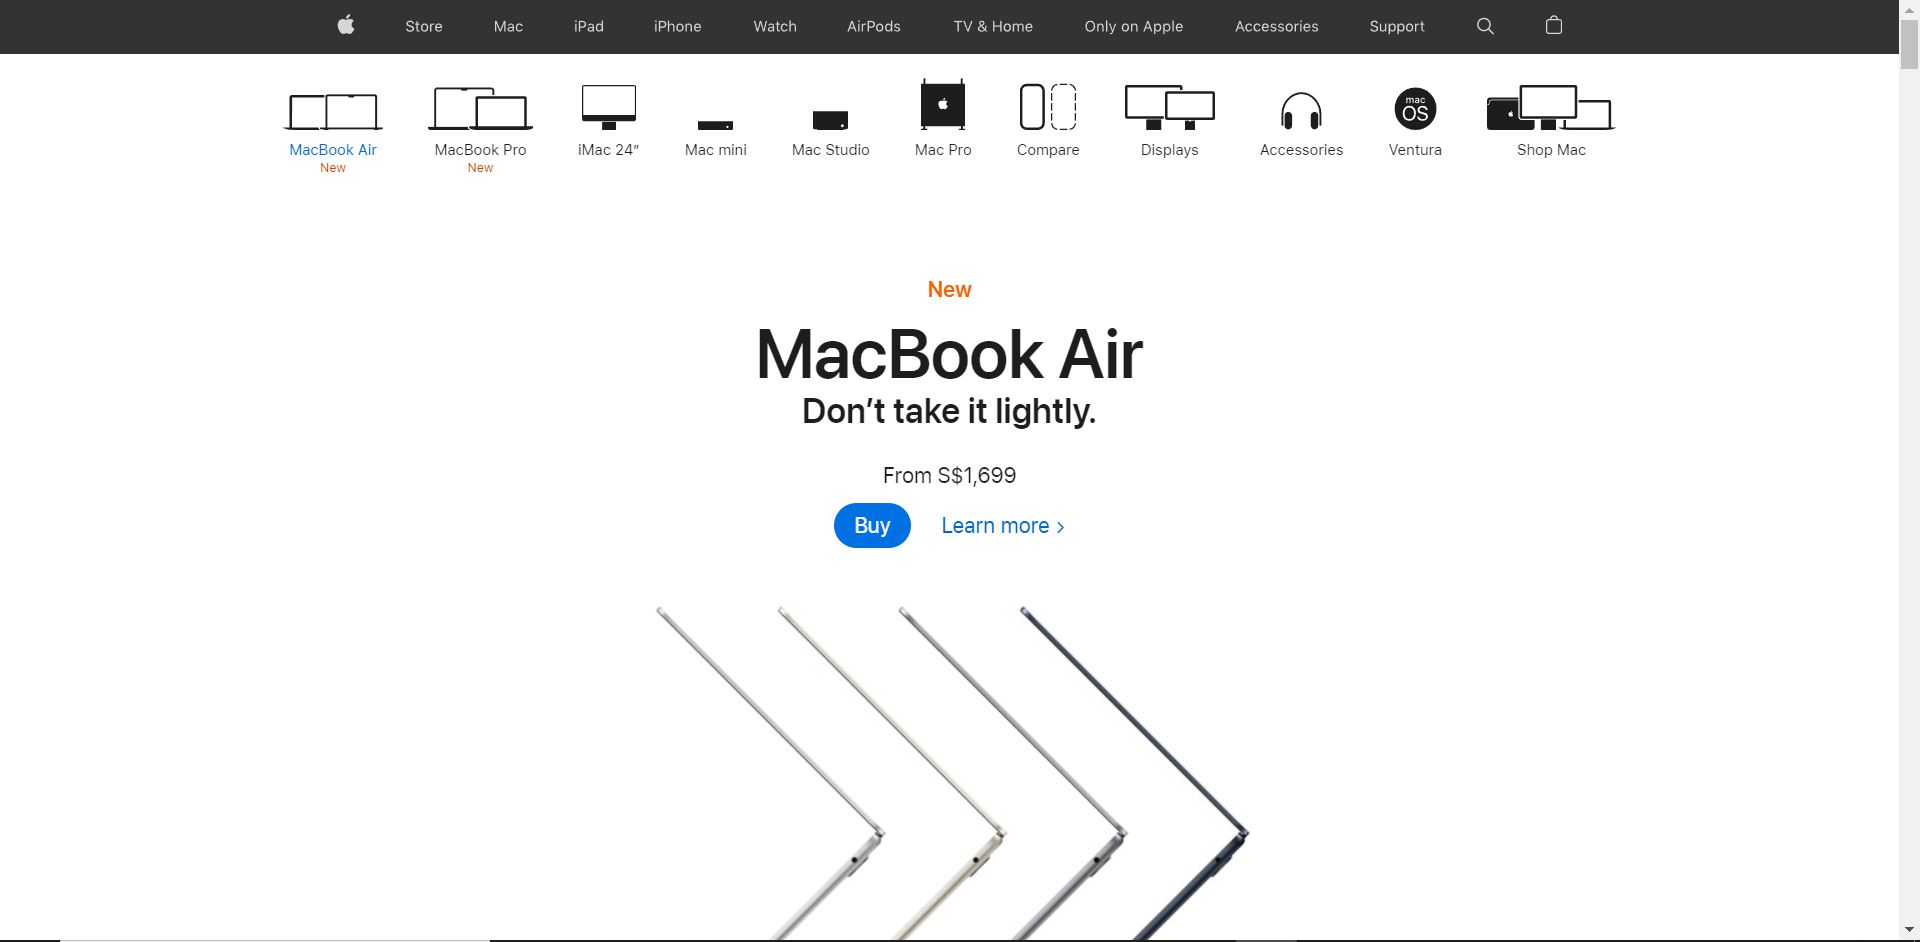 Store Mac iPad iPhone Watch AirPods TV & Home Only on Apple Accessories Support
mac
OS
MacBook Air MacBook Pro iMac 24″ Mac mini Mac Studio Mac Pro Compare Displays Accessories Ventura Shop Mac
New New
New
MacBook Air
Don’t take it lightly.
From S$1,699
Buy Learn more >